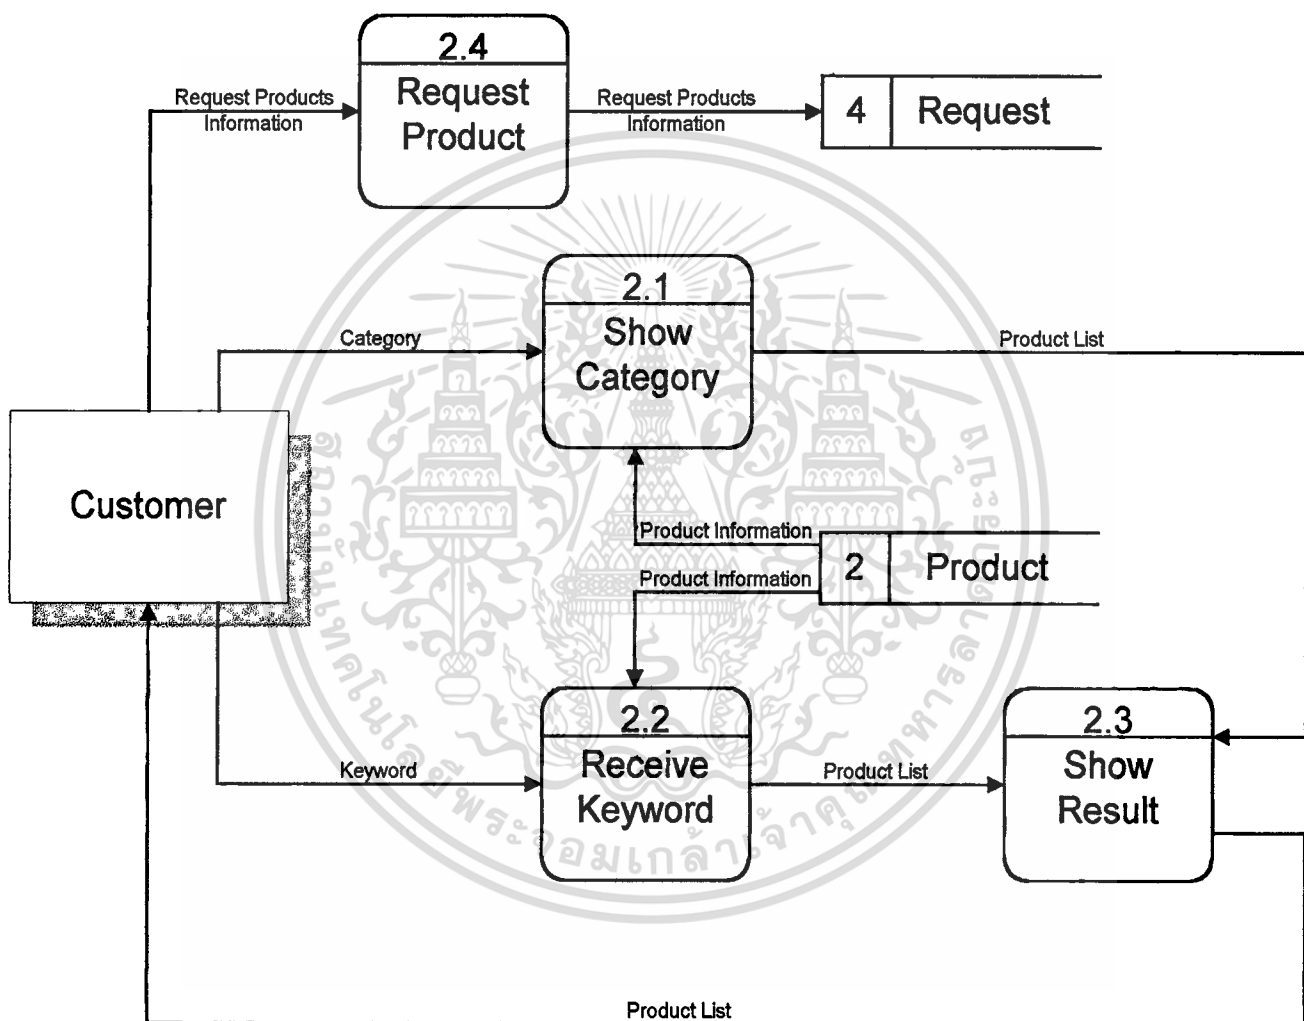 2.4
Request
Product
Request Products
Information
Request Products
Information
4
Request
2.1
Show
Category
Category
Product List
Customer
Product Information
2
Product
Product Information
2.2
Receive
Keyword
Keyword
Product List
2.3
Show
Result
Product List